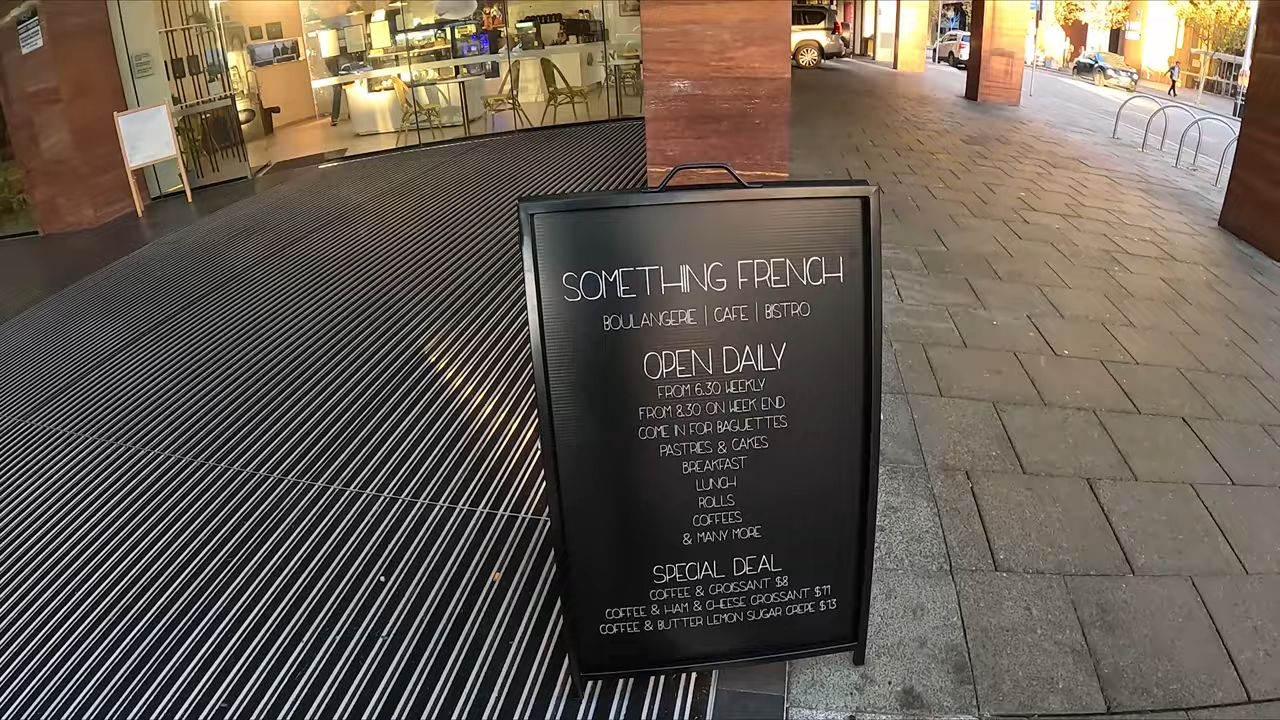 SOMETHING FRENCH
BOULANGERIE | CAFE | BISTRO
OPEN DAILY
FROM 6.30 WEEKLY
FROM 8.30 ON WEEK END
COME IN FOR BAGUETTES
PASTRIES & CAKES
BREAKFAST
LUNCH
ROLLS
COFFEES
& MANY MORE
SPECIAL DEAL
COFFEE & CROISSANT $8
COFFEE & HAM & CHEESE CROISSANT $11
COFFEE & BUTTER LEMON SUGAR CREPE $13